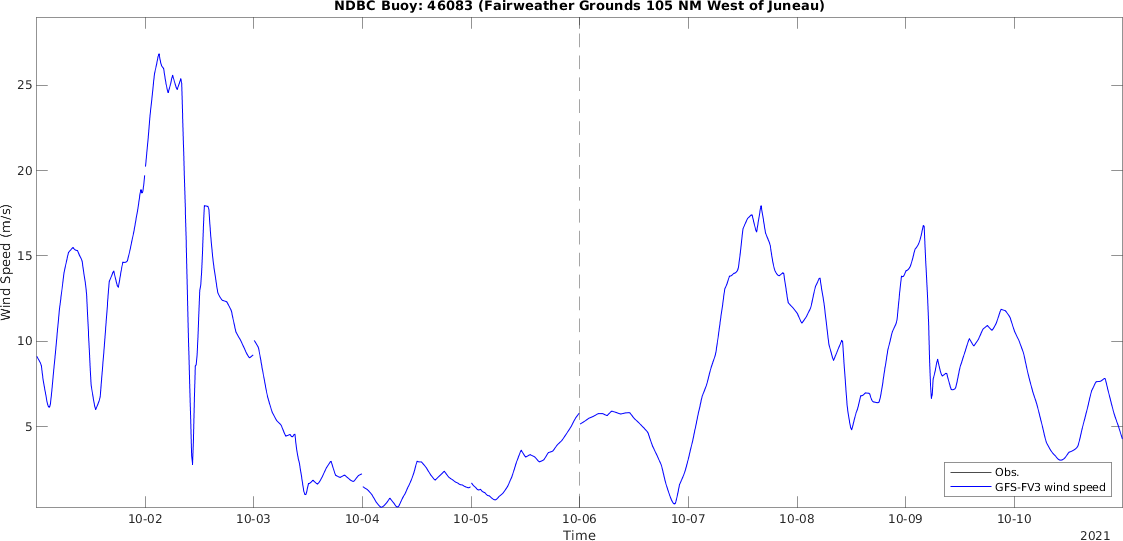 NDBC Buoy: 46083 (Fairweather Grounds 105 NM West of Juneau)
25
20
15
10
5
Wind Speed (m/s)
Obs.
GFS-FV3 wind speed
10-02 10-03 10-04 10-05 10-06 10-07 10-08 10-09 10-10
Time
2021